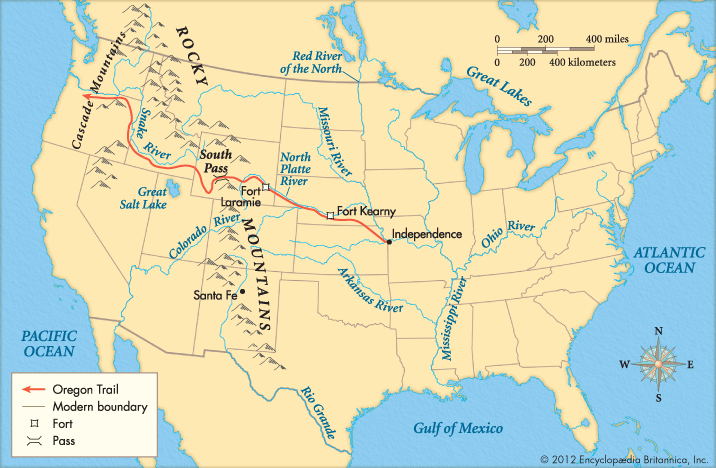 0 200 400 miles
0 200 400 kilometers
Red River
of the North
Great Lakes
ROCKY
Cascade Mountains
Snake
River
Missouri River
South
Pass
North
Platte
River
Great
Salt Lake
Fort
Laramie
Fort Kearny
Independence
Colorado River
MOUNTAINS
Ohio River
ATLANTIC
OCEAN
Santa Fe
Arkansas River
Mississippi River
PACIFIC
OCEAN
N
W E
S
Rio Grande
Gulf of Mexico
Oregon Trail
Modern boundary
Fort
Pass
© 2012 Encyclopædia Britannica, Inc.